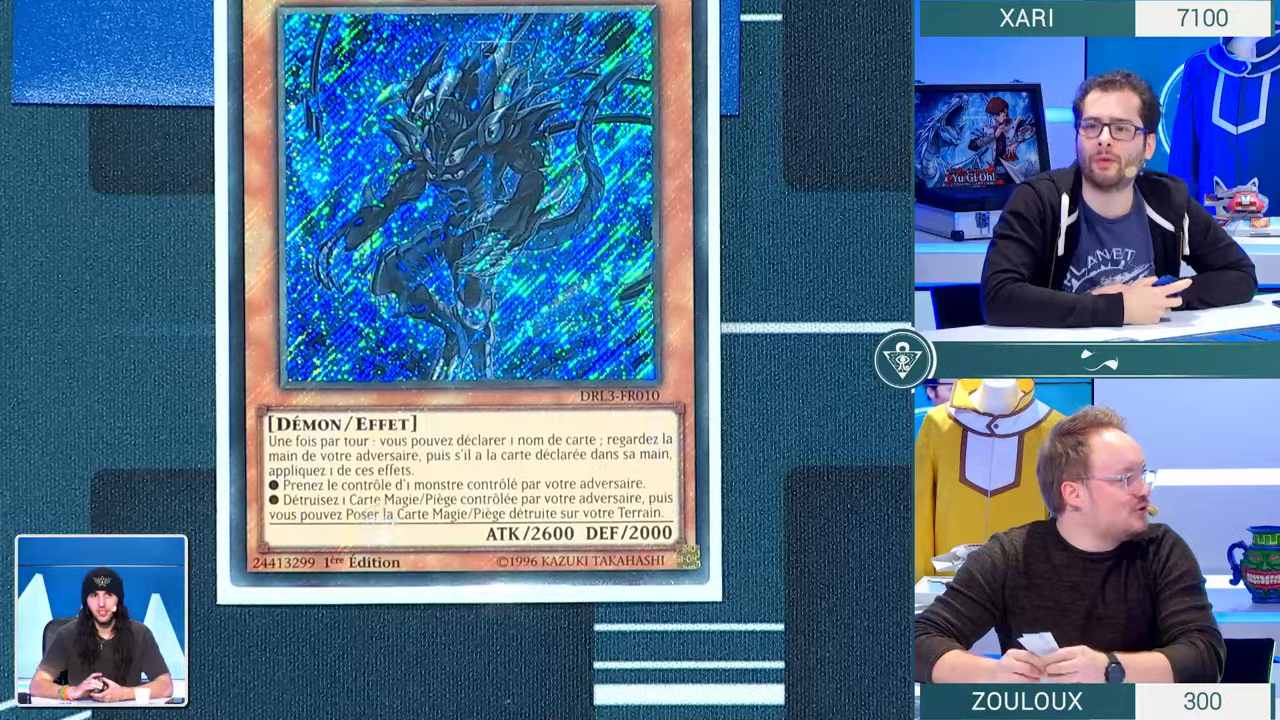 XARI 7100
Yu-Gi-Oh!
PLANET
DRL3-FR010
[DÉMON/EFFET]
Une fois par tour : vous pouvez déclarer 1 nom de carte ; regardez la
main de votre adversaire, puis s'il a la carte déclarée dans sa main,
appliquez 1 de ces effets.
● Prenez le contrôle d'1 monstre contrôlé par votre adversaire.
● Détruisez 1 Carte Magie/Piège contrôlée par votre adversaire, puis
vous pouvez Poser la Carte Magie/Piège détruite sur votre Terrain.
ATK/2600 DEF/2000
24413299 1ère Édition ©1996 KAZUKI TAKAHASHI
ZOULOUX 300